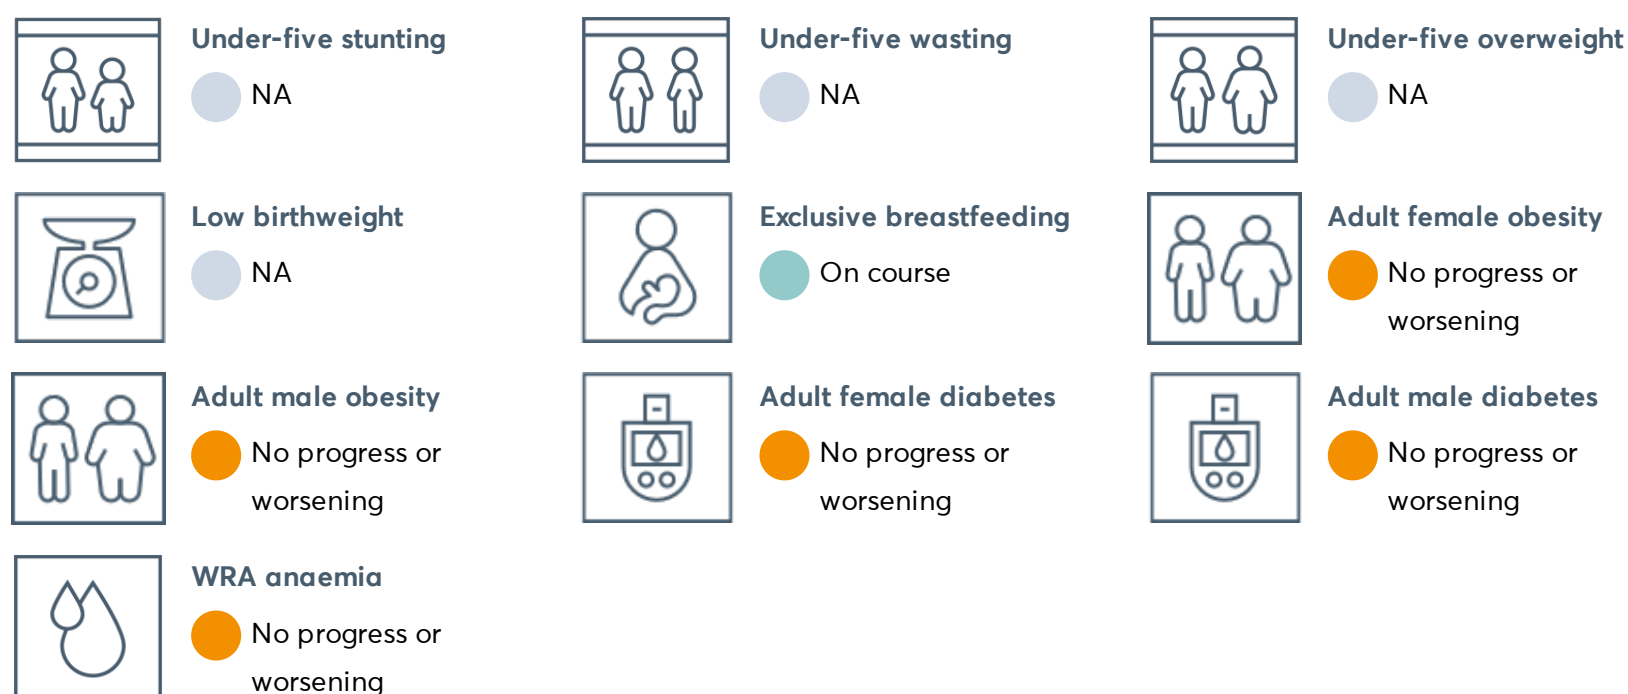 Under-five stunting
NA
Under-five wasting
NA
Under-five overweight
NA
Low birthweight
NA
Exclusive breastfeeding
On course
Adult female obesity
No progress or
worsening
Adult male obesity
No progress or
worsening
Adult female diabetes
No progress or
worsening
Adult male diabetes
No progress or
worsening
WRA anaemia
No progress or
worsening